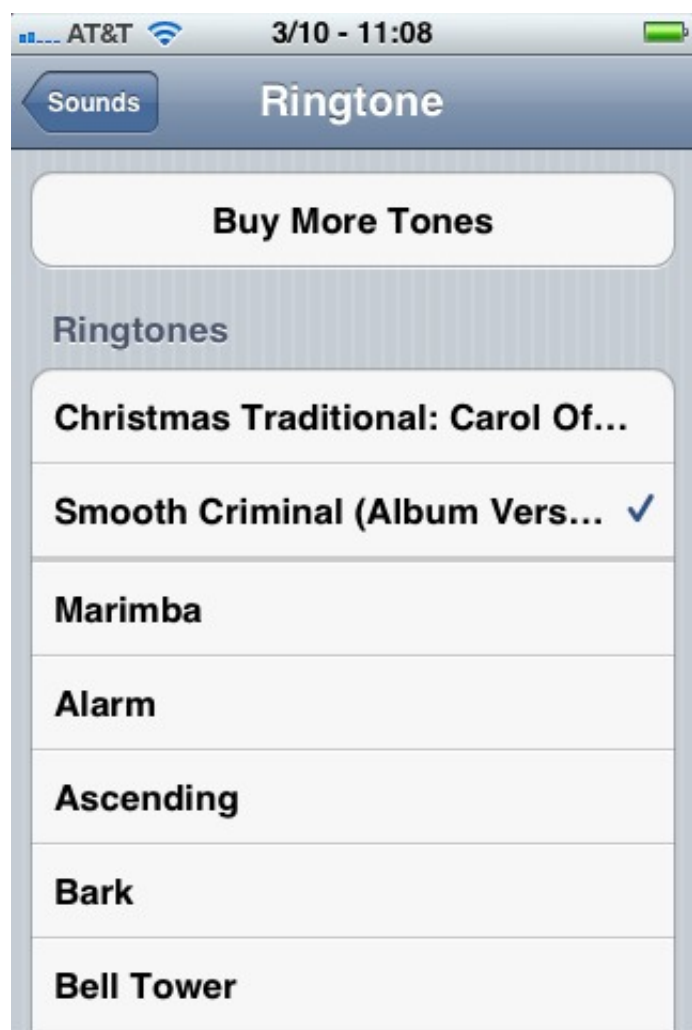 AT&T 3/10 - 11:08
Sounds Ringtone
Buy More Tones
Ringtones
Christmas Traditional: Carol Of...
Smooth Criminal (Album Vers...
Marimba
Alarm
Ascending
Bark
Bell Tower